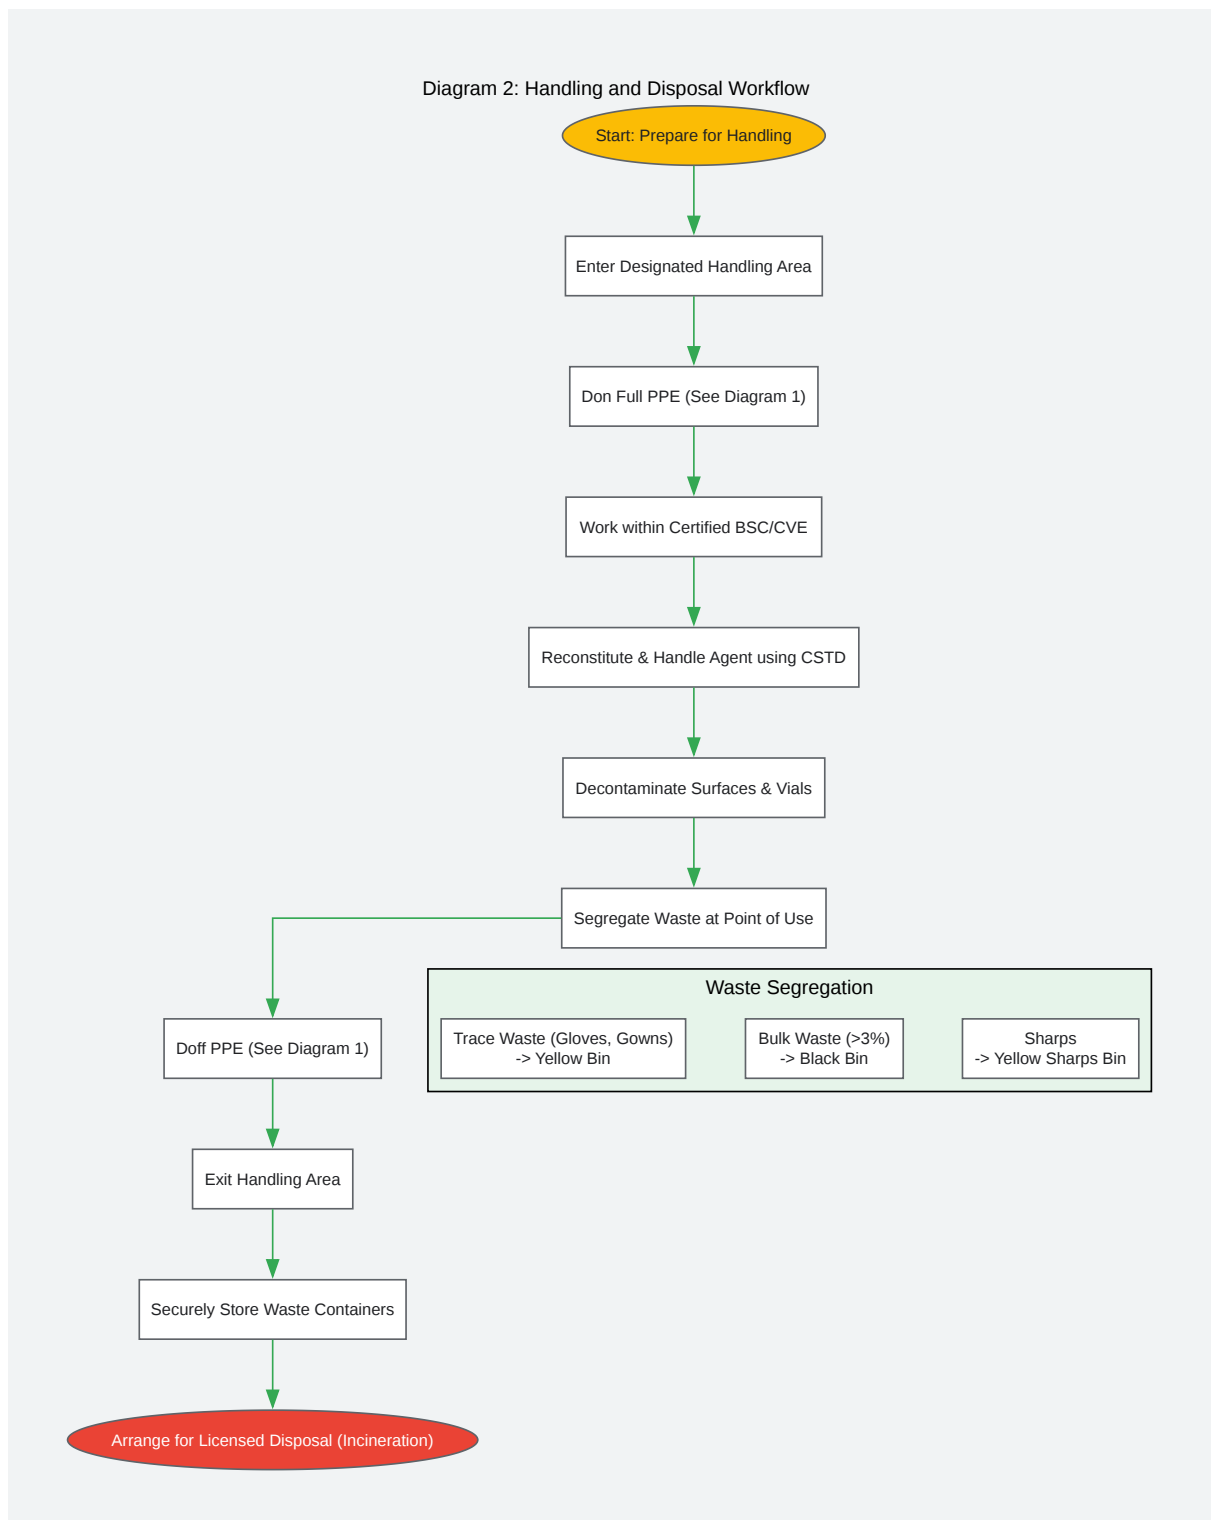 Diagram 2: Handling and Disposal Workflow
Start: Prepare for Handling
Enter Designated Handling Area
Don Full PPE (See Diagram 1)
Work within Certified BSC/CVE
Reconstitute & Handle Agent using CSTD
Decontaminate Surfaces & Vials
Segregate Waste at Point of Use
Waste Segregation
Trace Waste (Gloves, Gowns)
-> Yellow Bin
Bulk Waste (>3%)
-> Black Bin
Sharps
-> Yellow Sharps Bin
Doff PPE (See Diagram 1)
Exit Handling Area
Securely Store Waste Containers
Arrange for Licensed Disposal (Incineration)